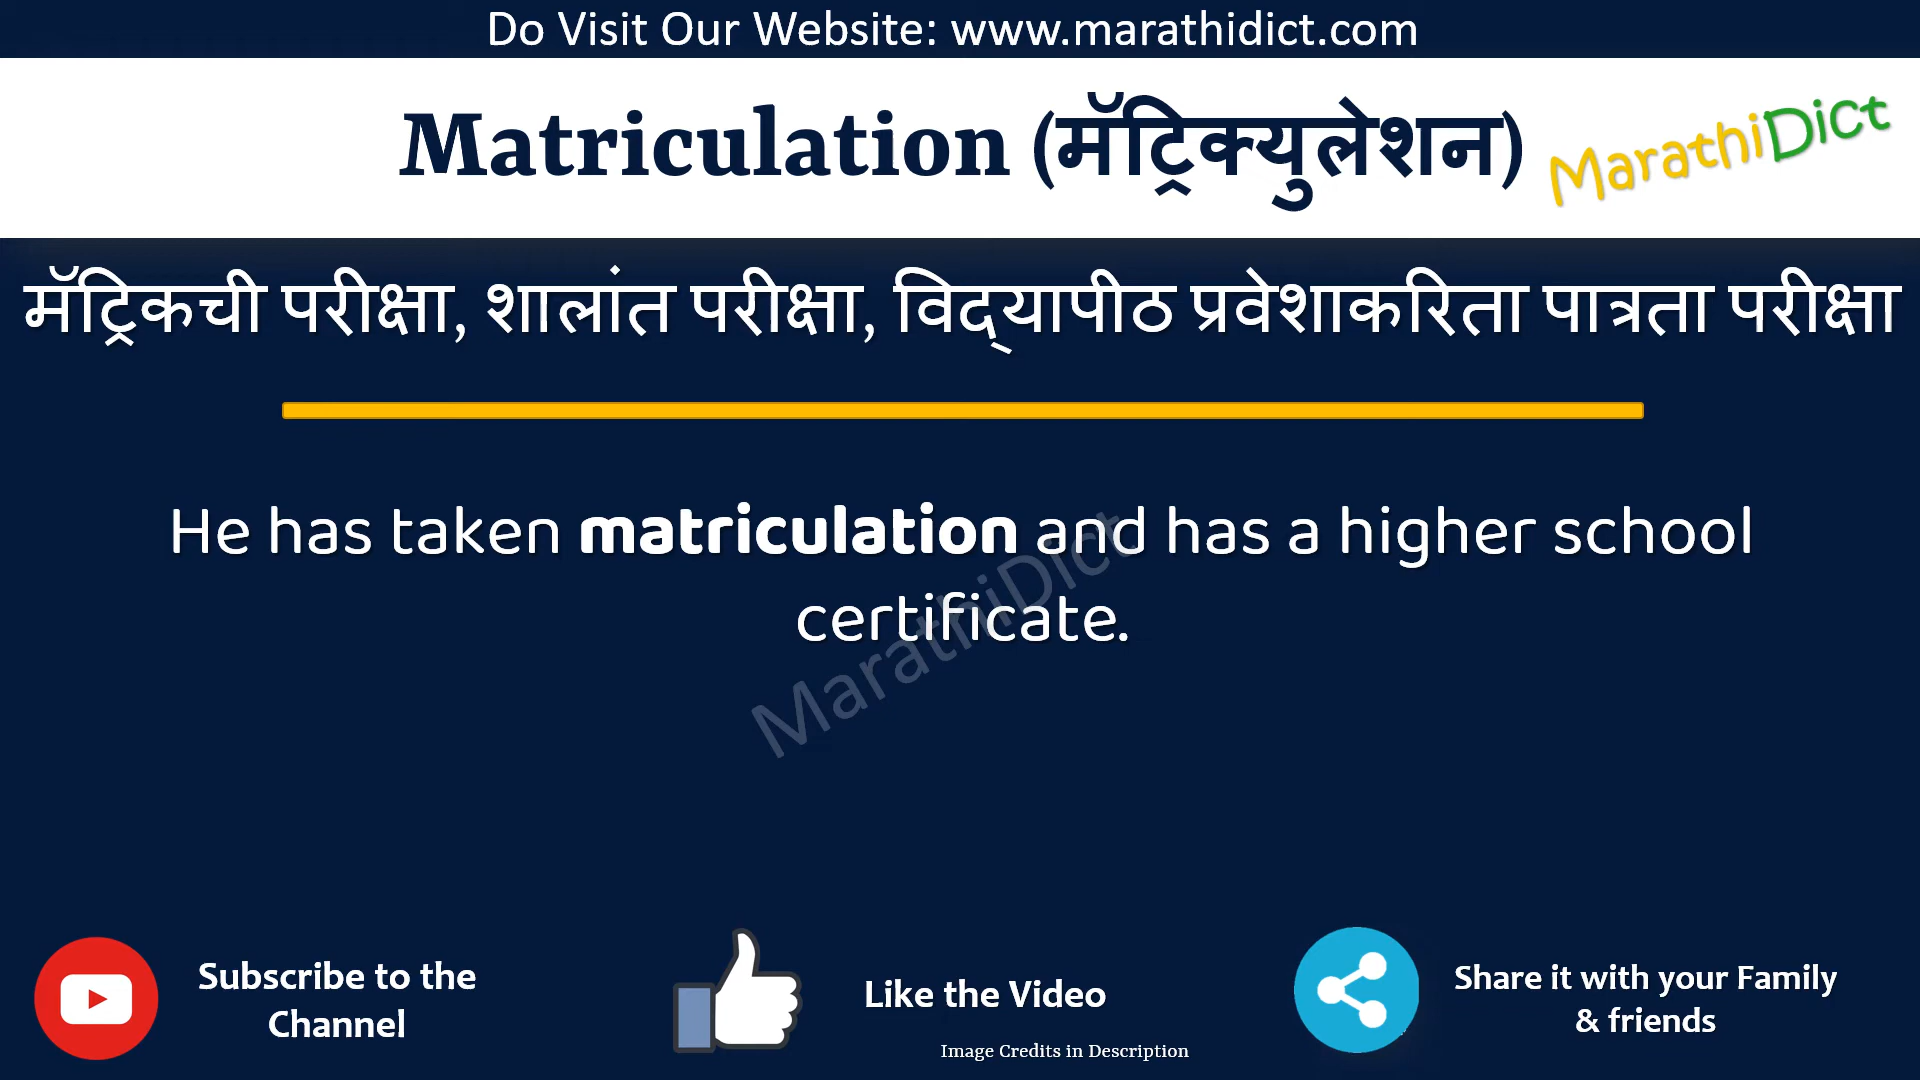 Do Visit Our Website: www.marathidict.com
Matriculation (मॅट्रिक्युलेशन)
MarathiDict
मॅट्रिकची परीक्षा, शालांत परीक्षा, विद्‌यापीठ प्रवेशाकरिता पात्रता परीक्षा
He has taken matriculation and has a higher school
certificate.
MarathiDict
Subscribe to the
Channel
Like the Video
Share it with your Family
& friends
Image Credits in Description